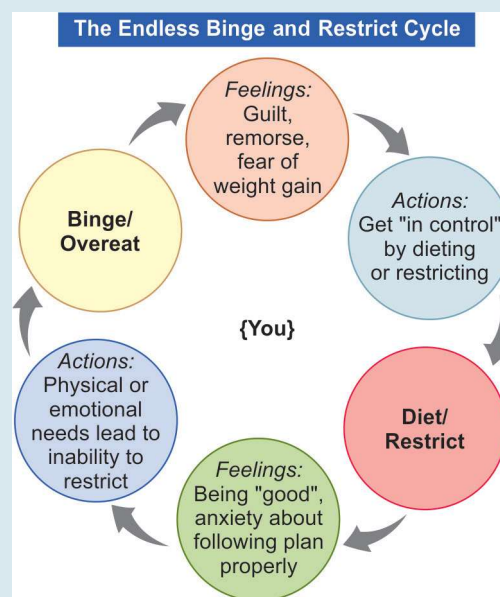 The Endless Binge and Restrict Cycle
Feelings:
Guilt,
remorse,
fear of
weight gain
Actions:
Get "in control"
by dieting
or restricting
Diet/
Restrict
Feelings:
Being "good",
anxiety about
following plan
properly
Actions:
Physical or
emotional
needs lead to
inability to
restrict
Binge/
Overeat
{You}